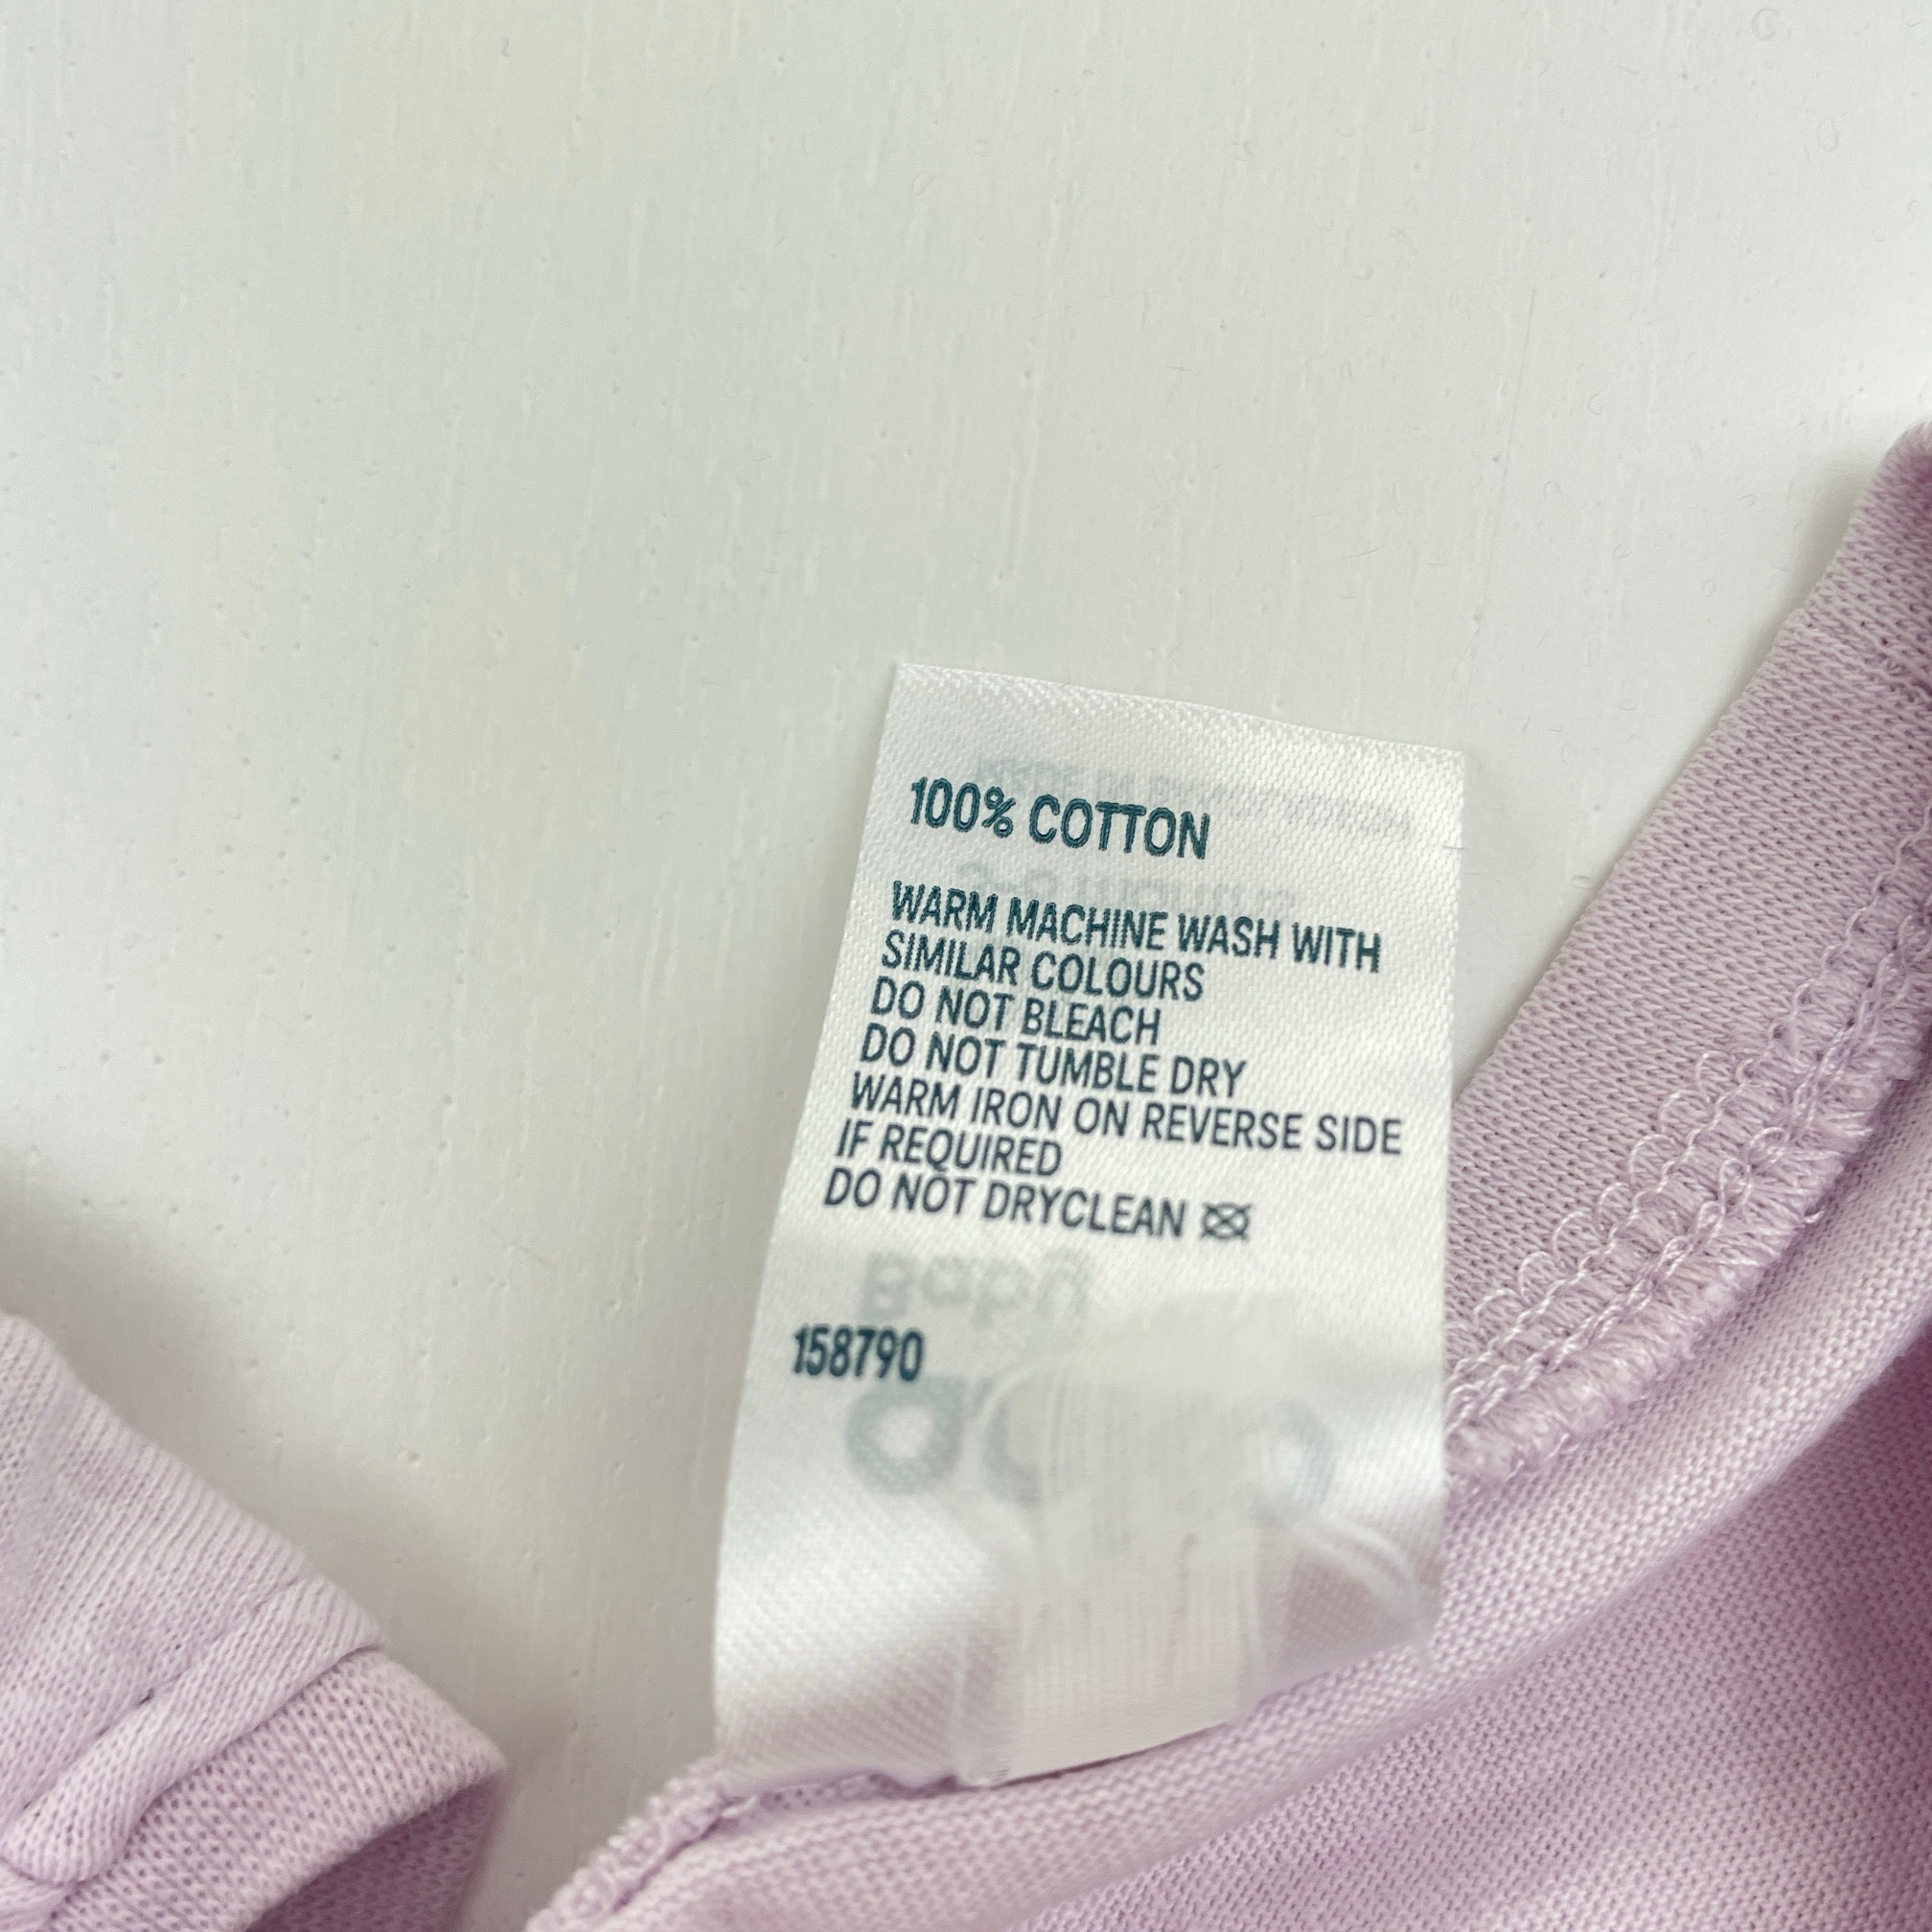 100% COTTON
WARM MACHINE WASH WITH
SIMILAR COLOURS
DO NOT BLEACH
DO NOT TUMBLE DRY
WARM IRON ON REVERSE SIDE
IF REQUIRED
DO NOT DRYCLEAN
158790
Baby